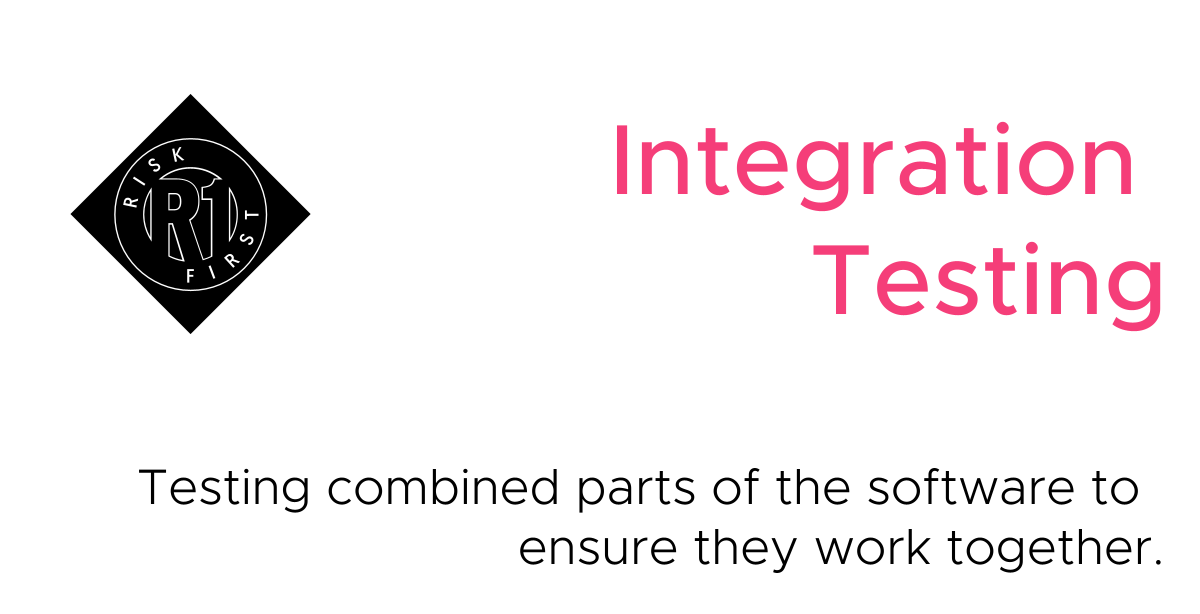 RISK
R1
FIRST
Integration
Testing
Testing combined parts of the software to
ensure they work together.